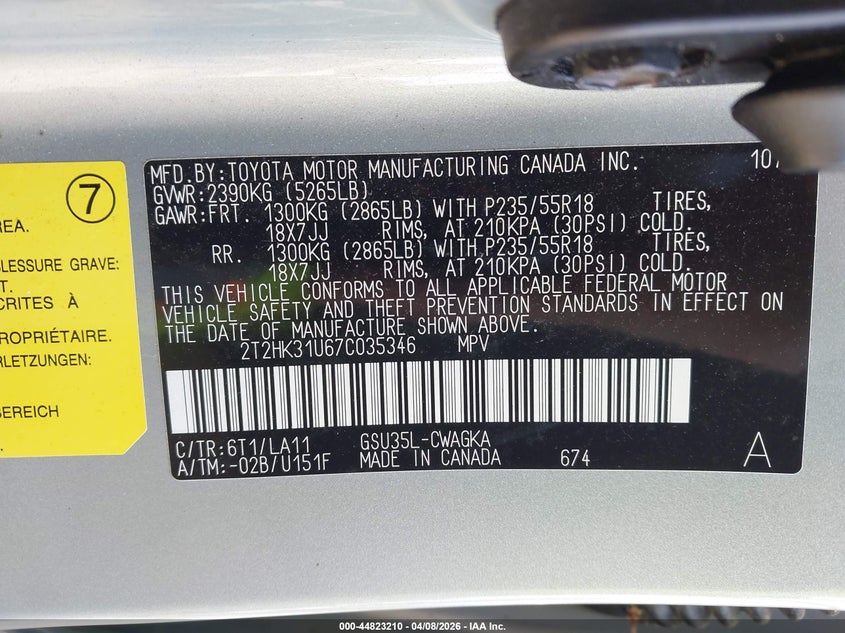 7
REA.
LESSURE GRAVE:
T.
CRITES À
ROPRIÉTAIRE.
RLETZUNGEN:
BEREICH
MFD.BY:TOYOTA MOTOR MANUFACTURING CANADA INC. 10/
GVWR:2390KG (5265LB)
GAWR:FRT. 1300KG (2865LB) WITH P235/55R18 TIRES,
18X7JJ RIMS, AT 210KPA (30PSI) COLD.
RR. 1300KG (2865LB) WITH P235/55R18 TIRES,
18X7JJ RIMS, AT 210KPA (30PSI) COLD.
THIS VEHICLE CONFORMS TO ALL APPLICABLE FEDERAL MOTOR
VEHICLE SAFETY AND THEFT PREVENTION STANDARDS IN EFFECT ON
THE DATE OF MANUFACTURE SHOWN ABOVE.
2T2HK31U67C035346 MPV
C/TR:6T1/LA11 GSU35L-CWAGKA
A/TM:-02B/U151F MADE IN CANADA 674 A
000-44823210 - 04/08/2026 - IAA Inc.